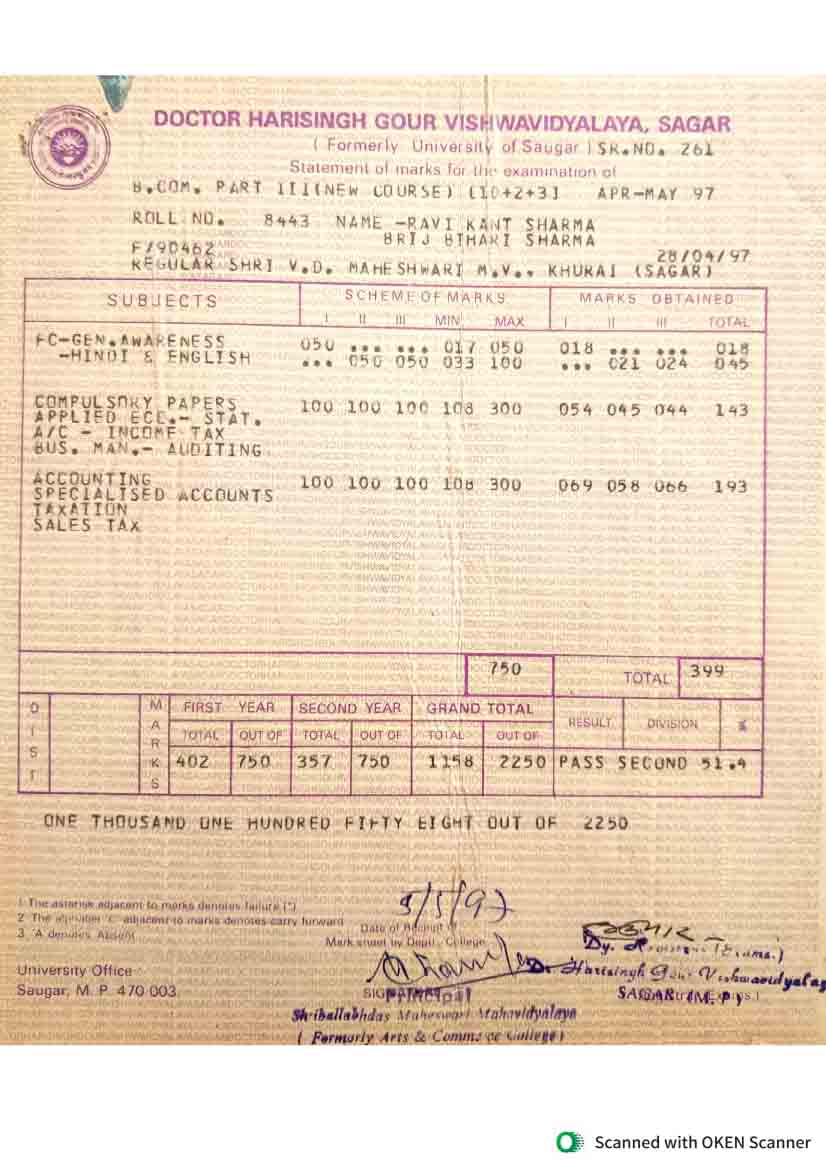 DOCTOR HARISINGH GOUR VISHWAVIDYALAYA, SAGAR
( Formerly University of Saugar ) SR.NO. 261
Statement of marks for the examination of
B.COM. PART III(NEW COURSE) [10+2+3] APR-MAY 97
ROLL NO. 8443 NAME -RAVI KANT SHARMA
BRIJ BIHARI SHARMA
F/90462 28/04/97
REGULAR SHRI V.D. MAHESHWARI M.V., KHURAI (SAGAR)
SUBJECTS SCHEME OF MARKS MARKS OBTAINED
I II III MIN MAX I II III TOTAL
FC-GEN.AWARENESS 050 ... ... 017 050 018 ... ... 018
-HINDI & ENGLISH ... 050 050 033 100 ... 021 024 045
COMPULSORY PAPERS 100 100 100 108 300 054 045 044 143
APPLIED ECE.- STAT.
A/C - INCOME TAX
BUS. MAN.- AUDITING
ACCOUNTING 100 100 100 108 300 069 058 066 193
SPECIALISED ACCOUNTS
TAXATION
SALES TAX
750 TOTAL 399
DIST MARKS FIRST YEAR SECOND YEAR GRAND TOTAL RESULT DIVISION %
TOTAL OUT OF TOTAL OUT OF TOTAL OUT OF
402 750 357 750 1158 2250 PASS SECOND 51.4
ONE THOUSAND ONE HUNDRED FIFTY EIGHT OUT OF 2250
1 The asterisk adjacent to marks denotes failure (*)
2 The alphabet 'C' adjacent to marks denotes carry forward
3. 'A' denotes Absent
5/5/97
Date of Receipt of
Mark sheet by Deptt., College
University Office
Saugar, M. P. 470 003.
Principal
Shriballabhdas Maheswari Mahavidyalaya
( Formorly Arts & Commerce College)
Dy. (Exams.)
Dr. Harisingh Gour Vishwavidyalay
SAGAR (M. P)
Scanned with OKEN Scanner